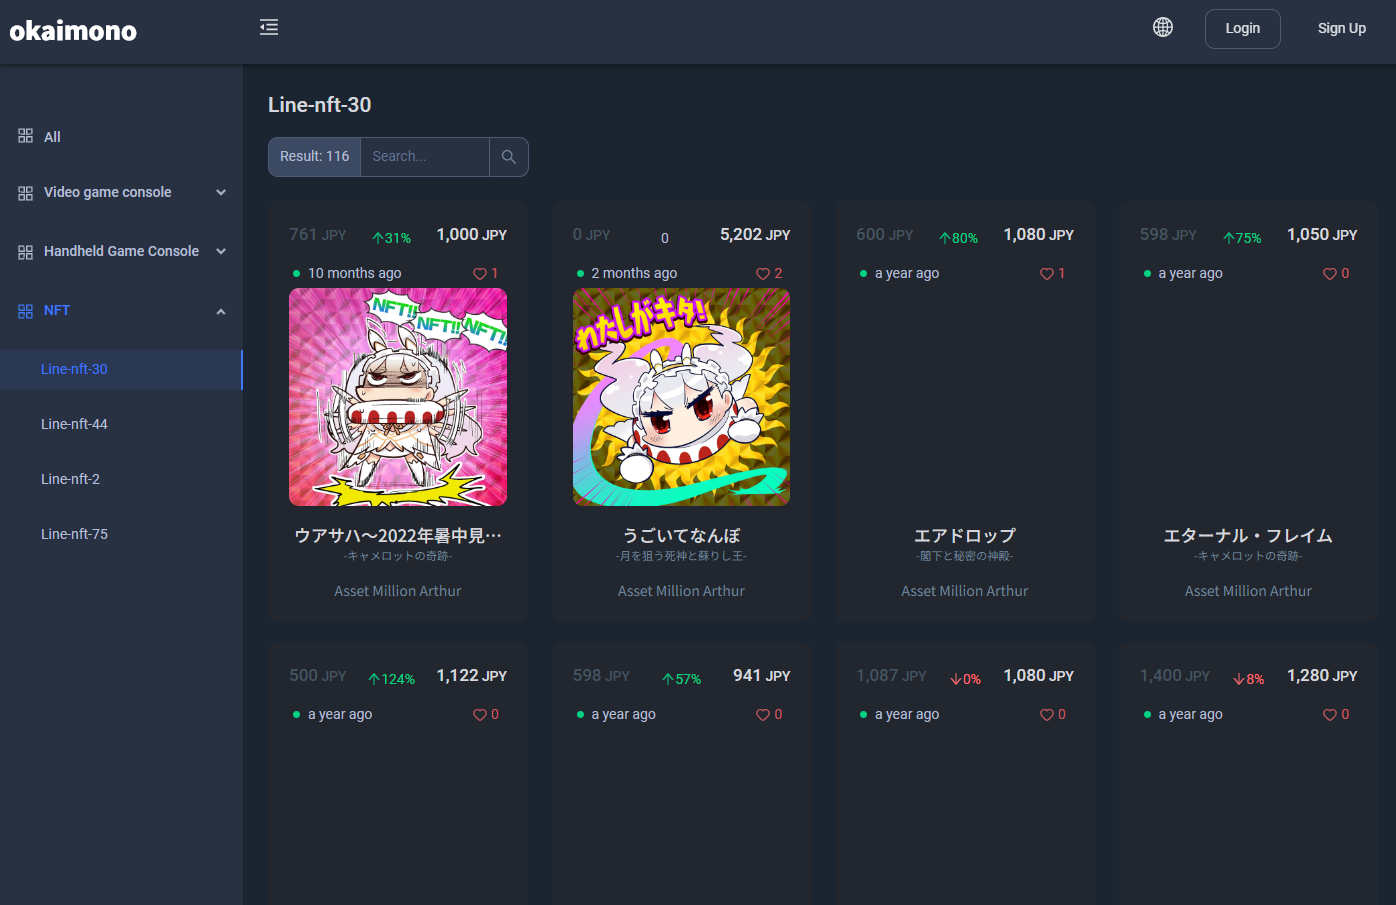 okaimono
Login
Sign Up
All
Video game console
Handheld Game Console
NFT
Line-nft-30
Line-nft-44
Line-nft-2
Line-nft-75
Line-nft-30
Result: 116 Search...
761 JPY 31% 1,000 JPY
10 months ago 1
NFT!! NFT!! NFT!!
ウアサハ～2022年暑中見…
-キャメロットの奇跡-
Asset Million Arthur
0 JPY 0 5,202 JPY
2 months ago 2
わたしがキタ!
うごいてなんぼ
-月を狙う死神と蘇りし王-
Asset Million Arthur
600 JPY 80% 1,080 JPY
a year ago 1
エアドロップ
-閣下と秘密の神殿-
Asset Million Arthur
598 JPY 75% 1,050 JPY
a year ago 0
エターナル・フレイム
-キャメロットの奇跡-
Asset Million Arthur
500 JPY 124% 1,122 JPY
a year ago 0
598 JPY 57% 941 JPY
a year ago 0
1,087 JPY 0% 1,080 JPY
a year ago 0
1,400 JPY 8% 1,280 JPY
a year ago 0